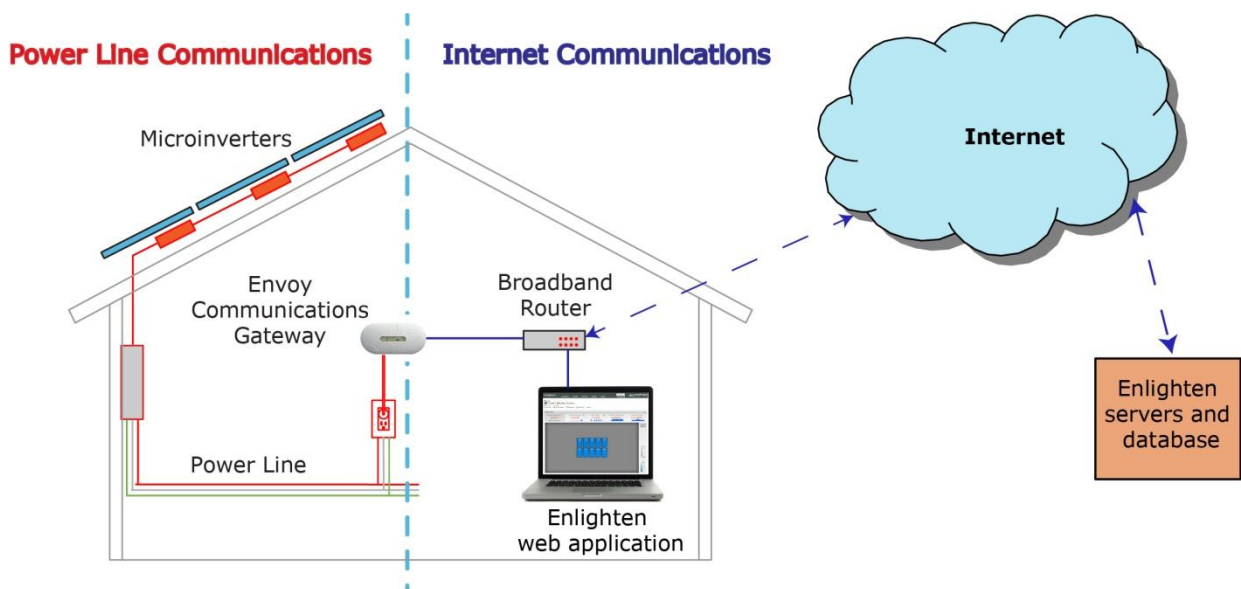 Power Line Communications
Internet Communications
Microinverters
Internet
Envoy
Communications
Gateway
Broadband
Router
Enlighten
servers and
database
Power Line
Enlighten
web application